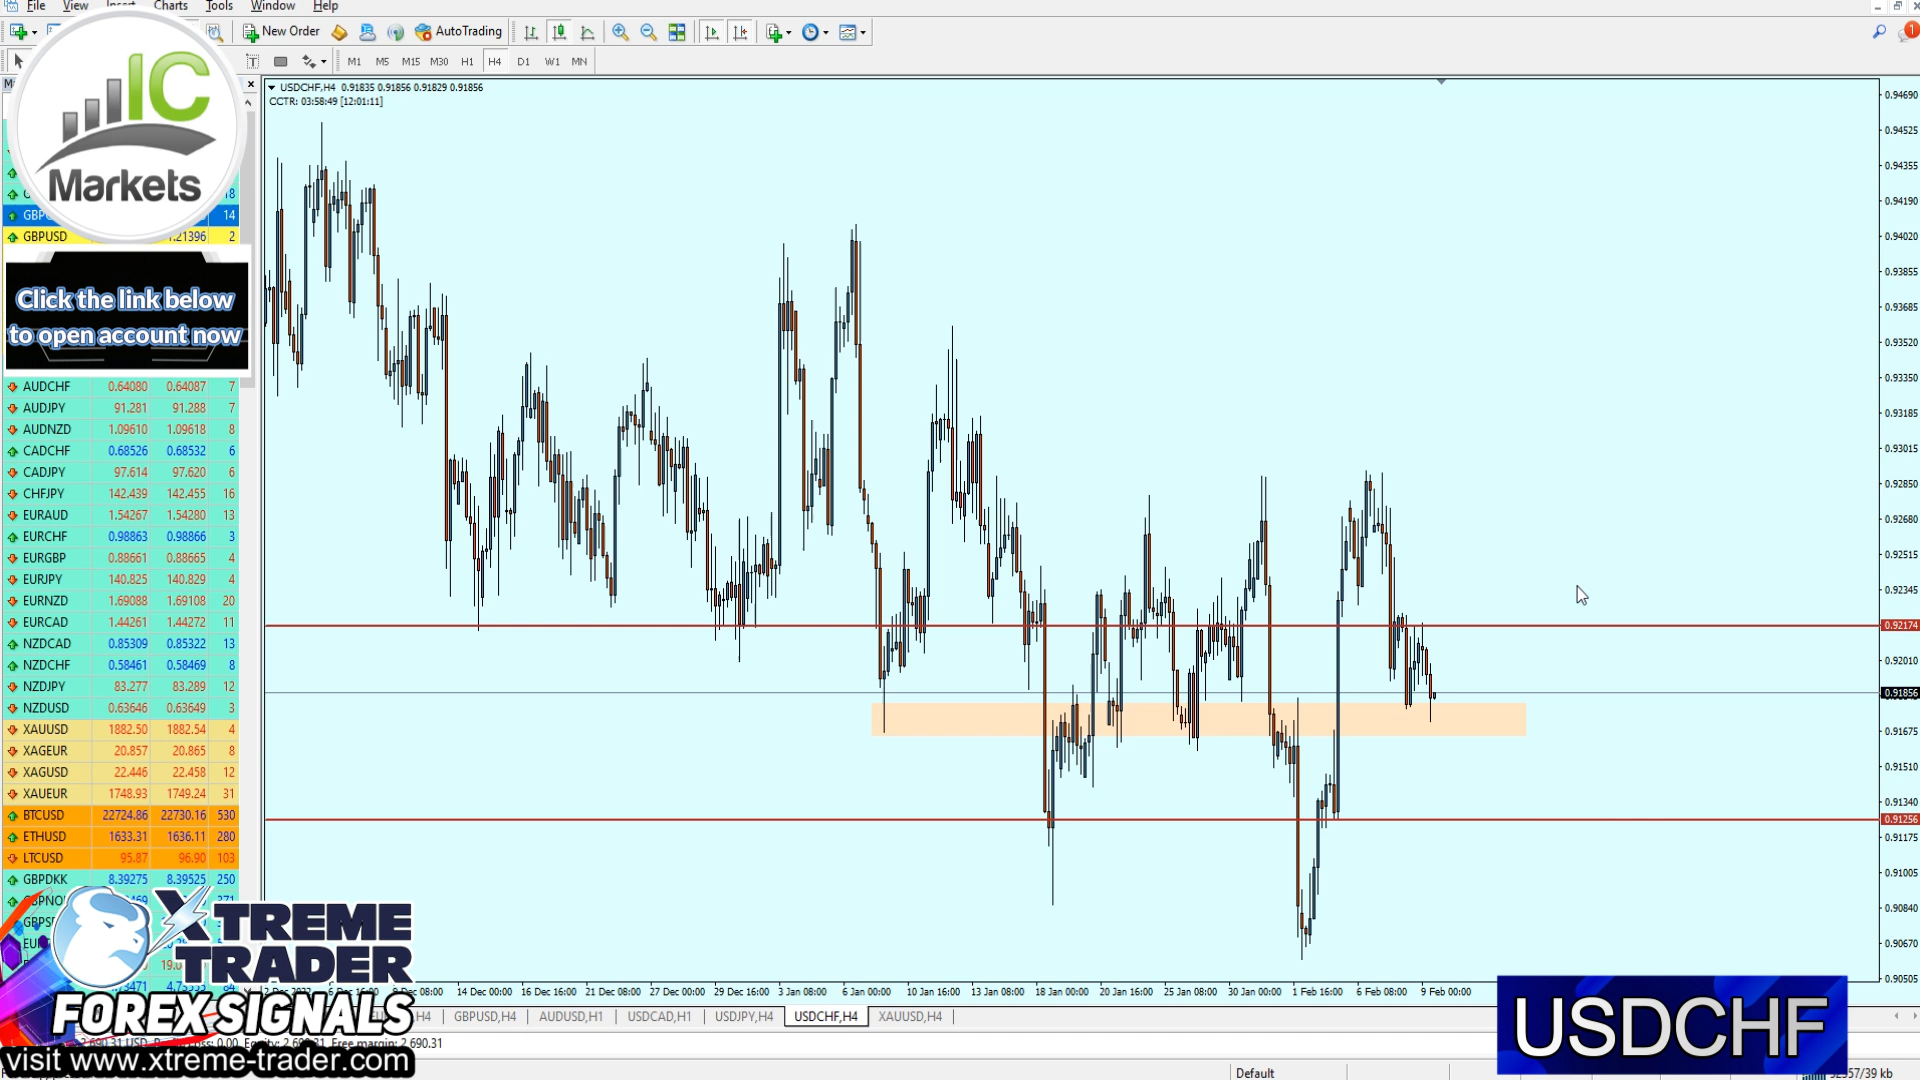 File View Insert Charts Tools Window Help
New Order AutoTrading
M1 M5 M15 M30 H1 H4 D1 W1 MN
USDCHF,H4 0.91835 0.91856 0.91829 0.91856
CCTR: 03:58:49 [12:01:11]
IC
Markets
18
14
GBPUSD 1.21396 2
Click the link below
to open account now
AUDCHF 0.64080 0.64087 7
AUDJPY 91.281 91.288 7
AUDNZD 1.09610 1.09618 8
CADCHF 0.68526 0.68532 6
CADJPY 97.614 97.620 6
CHFJPY 142.439 142.455 16
EURAUD 1.54267 1.54280 13
EURCHF 0.98863 0.98866 3
EURGBP 0.88661 0.88665 4
EURJPY 140.825 140.829 4
EURNZD 1.69088 1.69108 20
EURCAD 1.44261 1.44272 11
NZDCAD 0.85309 0.85322 13
NZDCHF 0.58461 0.58469 8
NZDJPY 83.277 83.289 12
NZDUSD 0.63646 0.63649 3
XAUUSD 1882.50 1882.54 4
XAGEUR 20.857 20.865 8
XAGUSD 22.446 22.458 12
XAUEUR 1748.93 1749.24 31
BTCUSD 22724.86 22730.16 530
ETHUSD 1633.31 1636.11 280
LTCUSD 95.87 96.90 103
GBPDKK 8.39275 8.39525 250
0.94690
0.94525
0.94355
0.94190
0.94020
0.93855
0.93685
0.93520
0.93350
0.93185
0.93015
0.92850
0.92680
0.92515
0.92345
0.92174
0.92010
0.91856
0.91675
0.91510
0.91340
0.91256
0.91175
0.91005
0.90840
0.90670
0.90505
XTREME
TRADER
FOREX SIGNALS
visit www.xtreme-trader.com
14 Dec 00:00 16 Dec 16:00 21 Dec 08:00 27 Dec 00:00 29 Dec 16:00 3 Jan 08:00 6 Jan 00:00 10 Jan 16:00 13 Jan 08:00 18 Jan 00:00 20 Jan 16:00 25 Jan 08:00 30 Jan 00:00 1 Feb 16:00 6 Feb 08:00 9 Feb 00:00
GBPUSD,H4 AUDUSD,H1 USDCAD,H1 USDJPY,H4 USDCHF,H4 XAUUSD,H4
Free margin: 2 690.31
USDCHF
Default